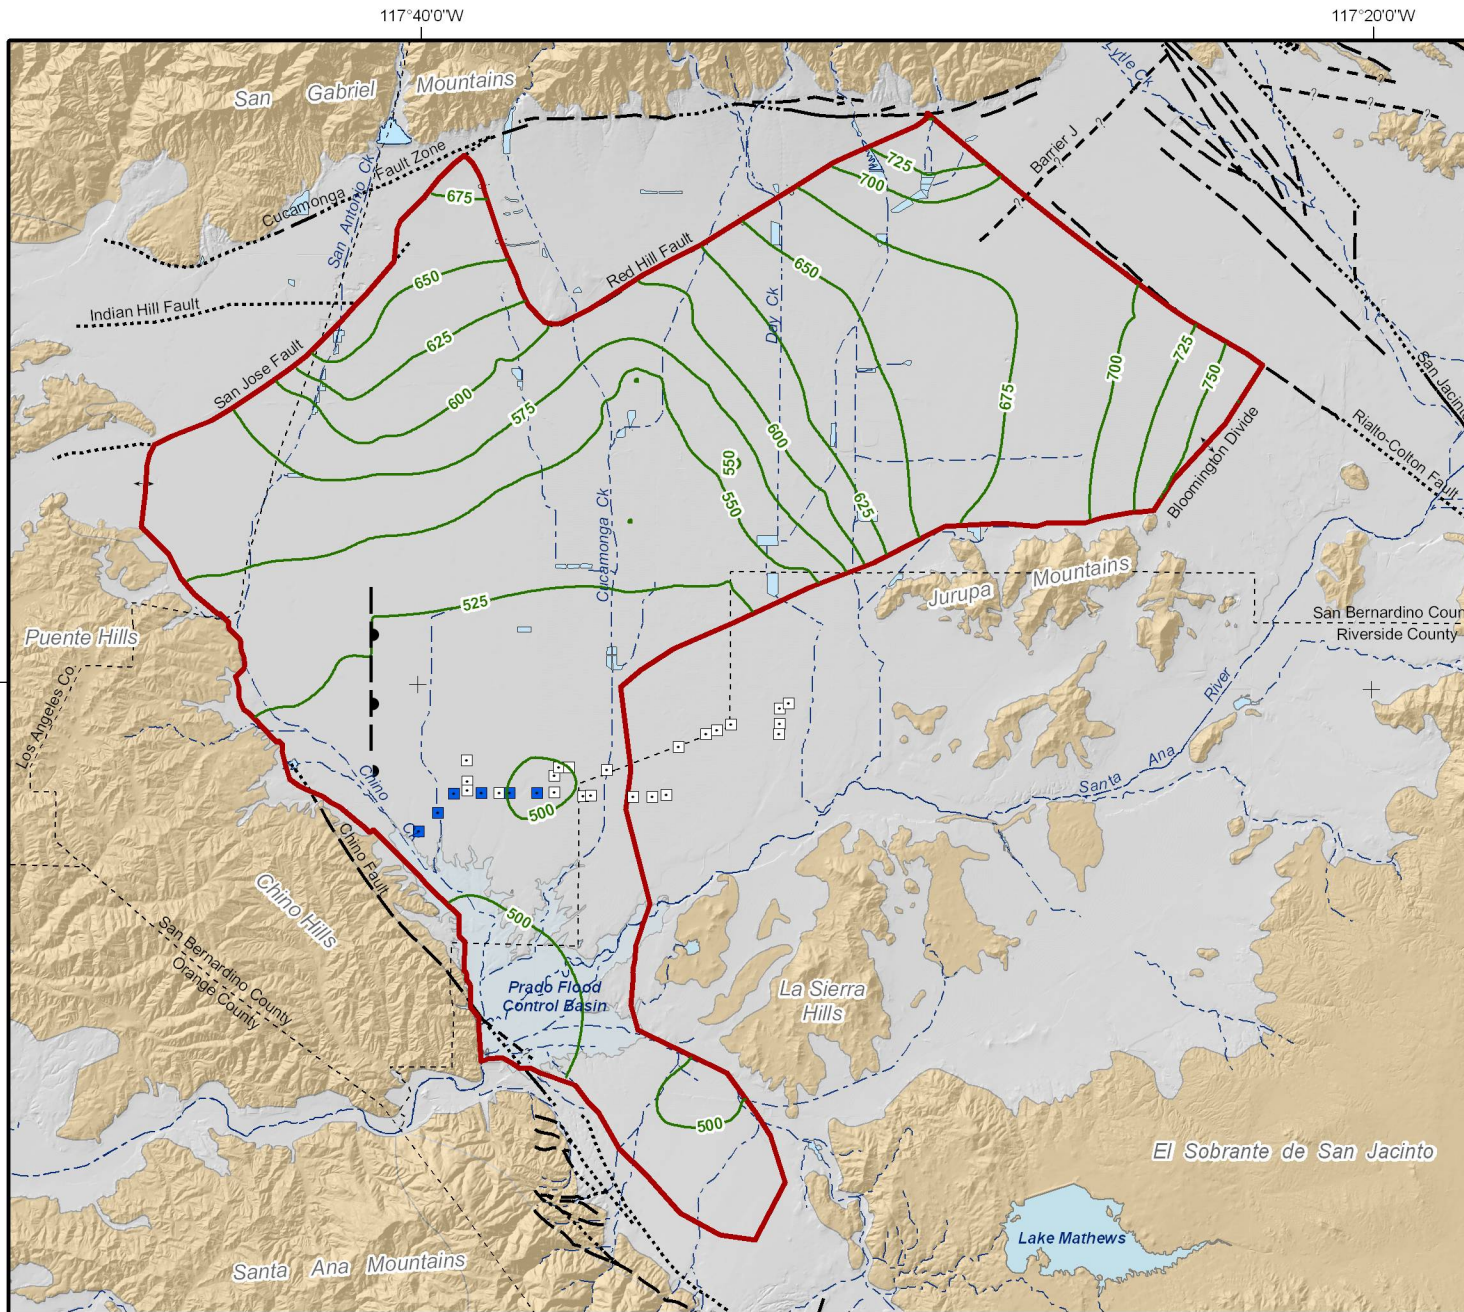 117°40'0"W
117°20'0"W
San Gabriel Mountains
Lytle Ck
Cucamonga Fault Zone
San Antonio Ck
Barrier J
?
?
?
?
?
?
?
725
700
675
650
Red Hill Fault
650
Indian Hill Fault
625
Day Ck
San Jose Fault
600
575
675
700
725
750
San Jacinto
Rialto-Colton Fault
Bloomington Divide
600
550
550
625
Cucamonga Ck
525
Jurupa Mountains
San Bernardino Coun
Riverside County
Puente Hills
Los Angeles Co.
River
Santa Ana
Chino
500
Chino Fault
Chino Hills
500
San Bernardino County
Orange County
Prado Flood
Control Basin
La Sierra
Hills
500
El Sobrante de San Jacinto
Lake Mathews
Santa Ana Mountains